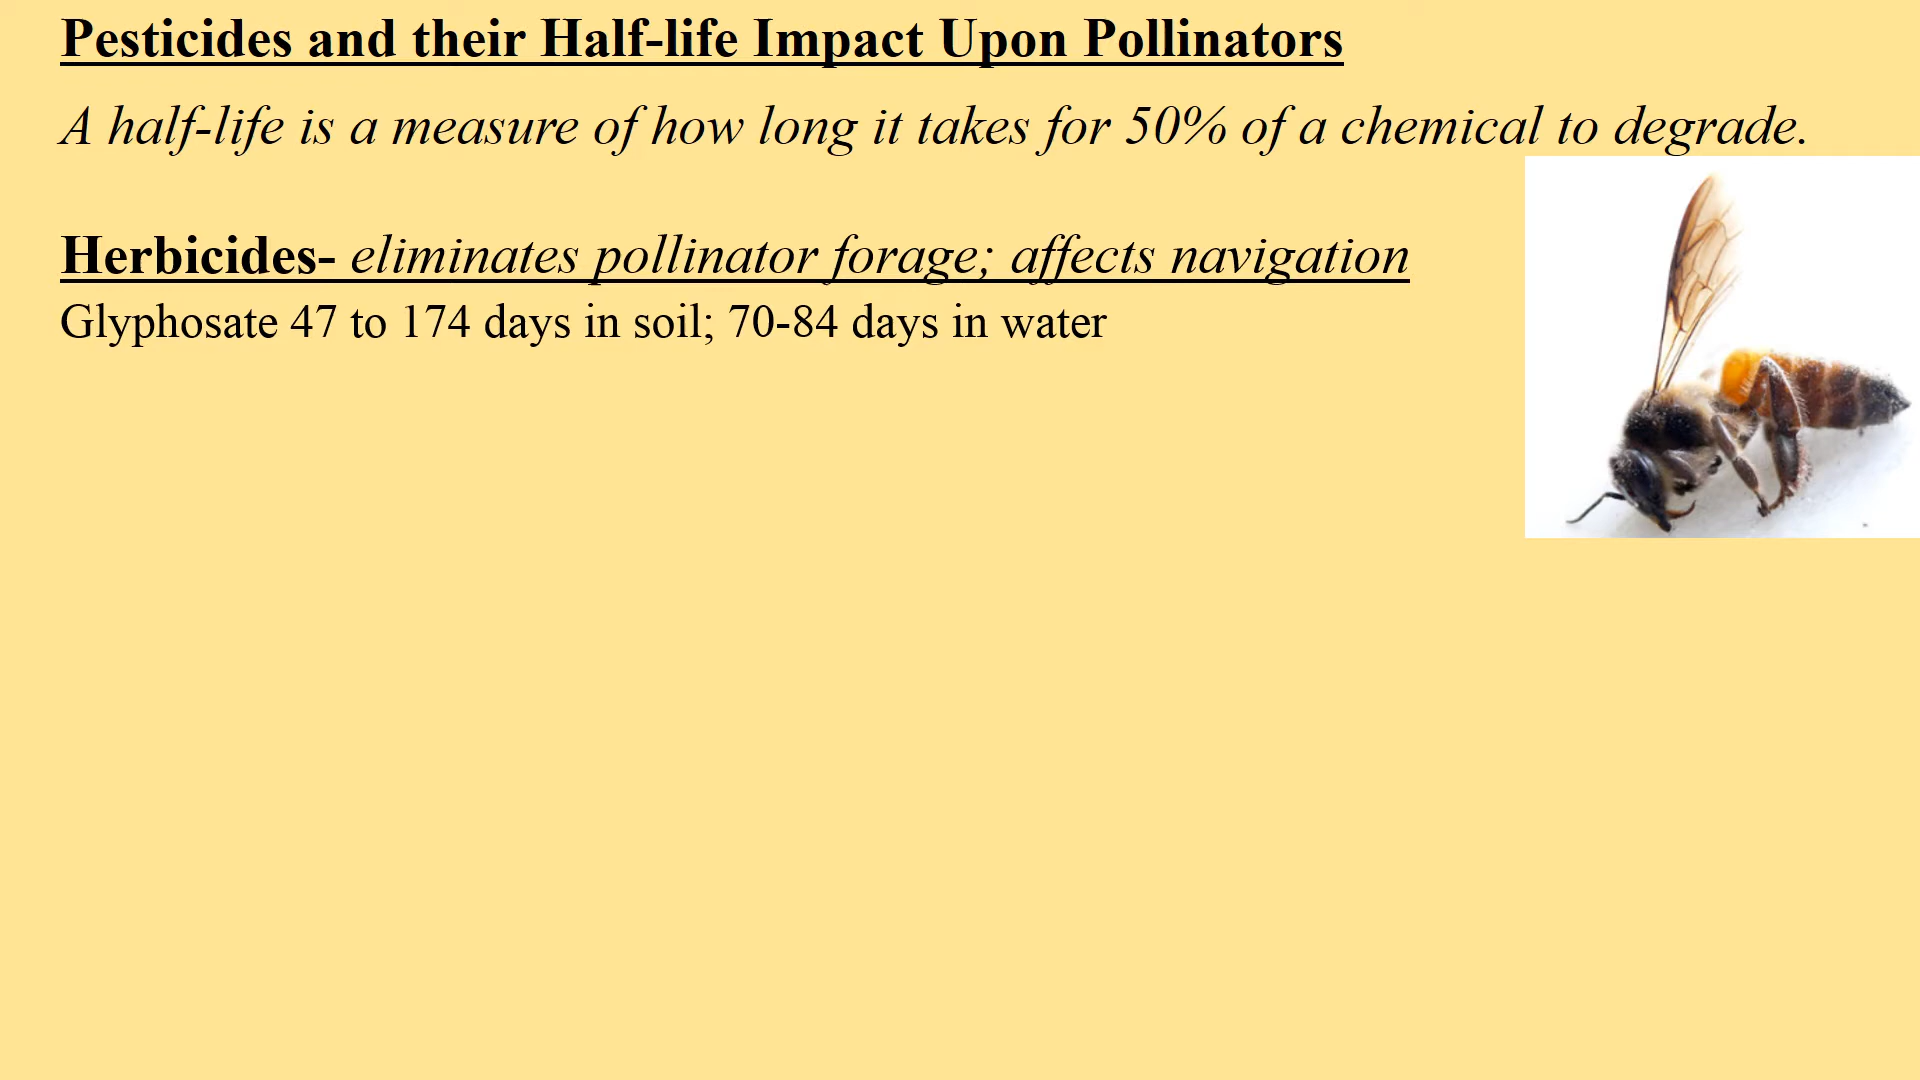 Pesticides and their Half-life Impact Upon Pollinators
A half-life is a measure of how long it takes for 50% of a chemical to degrade.
Herbicides- eliminates pollinator forage; affects navigation
Glyphosate 47 to 174 days in soil; 70-84 days in water